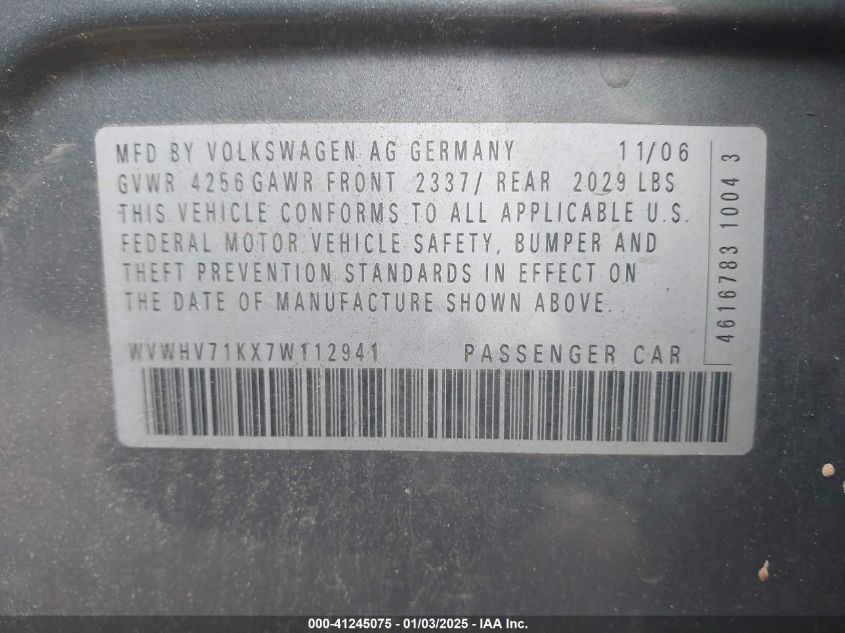 MFD BY VOLKSWAGEN AG GERMANY 11/06
GVWR 4256 GAWR FRONT 2337/ REAR 2029 LBS
THIS VEHICLE CONFORMS TO ALL APPLICABLE U.S.
FEDERAL MOTOR VEHICLE SAFETY, BUMPER AND
THEFT PREVENTION STANDARDS IN EFFECT ON
THE DATE OF MANUFACTURE SHOWN ABOVE.
WVWHV71KX7W112941 PASSENGER CAR
4616783 1004 3
000-41245075 - 01/03/2025 - IAA Inc.